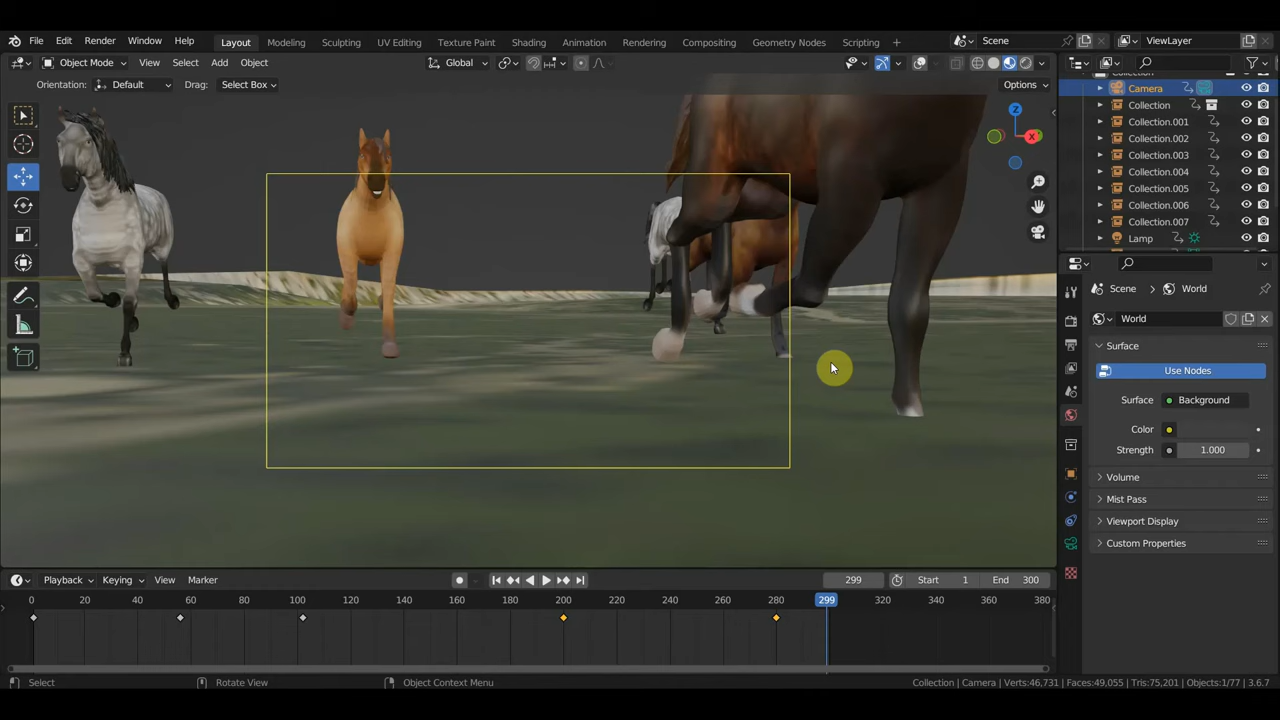 File Edit Render Window Help Layout Modeling Sculpting UV Editing Texture Paint Shading Animation Rendering Compositing Geometry Nodes Scripting + Scene ViewLayer
Object Mode View Select Add Object Global
Orientation: Default Drag: Select Box Options
Z
X
Collection
Camera
Collection
Collection.001
Collection.002
Collection.003
Collection.004
Collection.005
Collection.006
Collection.007
Lamp
Scene > World
World
Surface
Use Nodes
Surface Background
Color
Strength 1.000
Volume
Mist Pass
Viewport Display
Custom Properties
Playback Keying View Marker 299 Start 1 End 300
0 20 40 60 80 100 120 140 160 180 200 220 240 260 280 299 320 340 360 380
Select Rotate View Object Context Menu Collection | Camera | Verts:46,731 | Faces:49,055 | Tris:75,201 | Objects:1/77 | 3.6.7